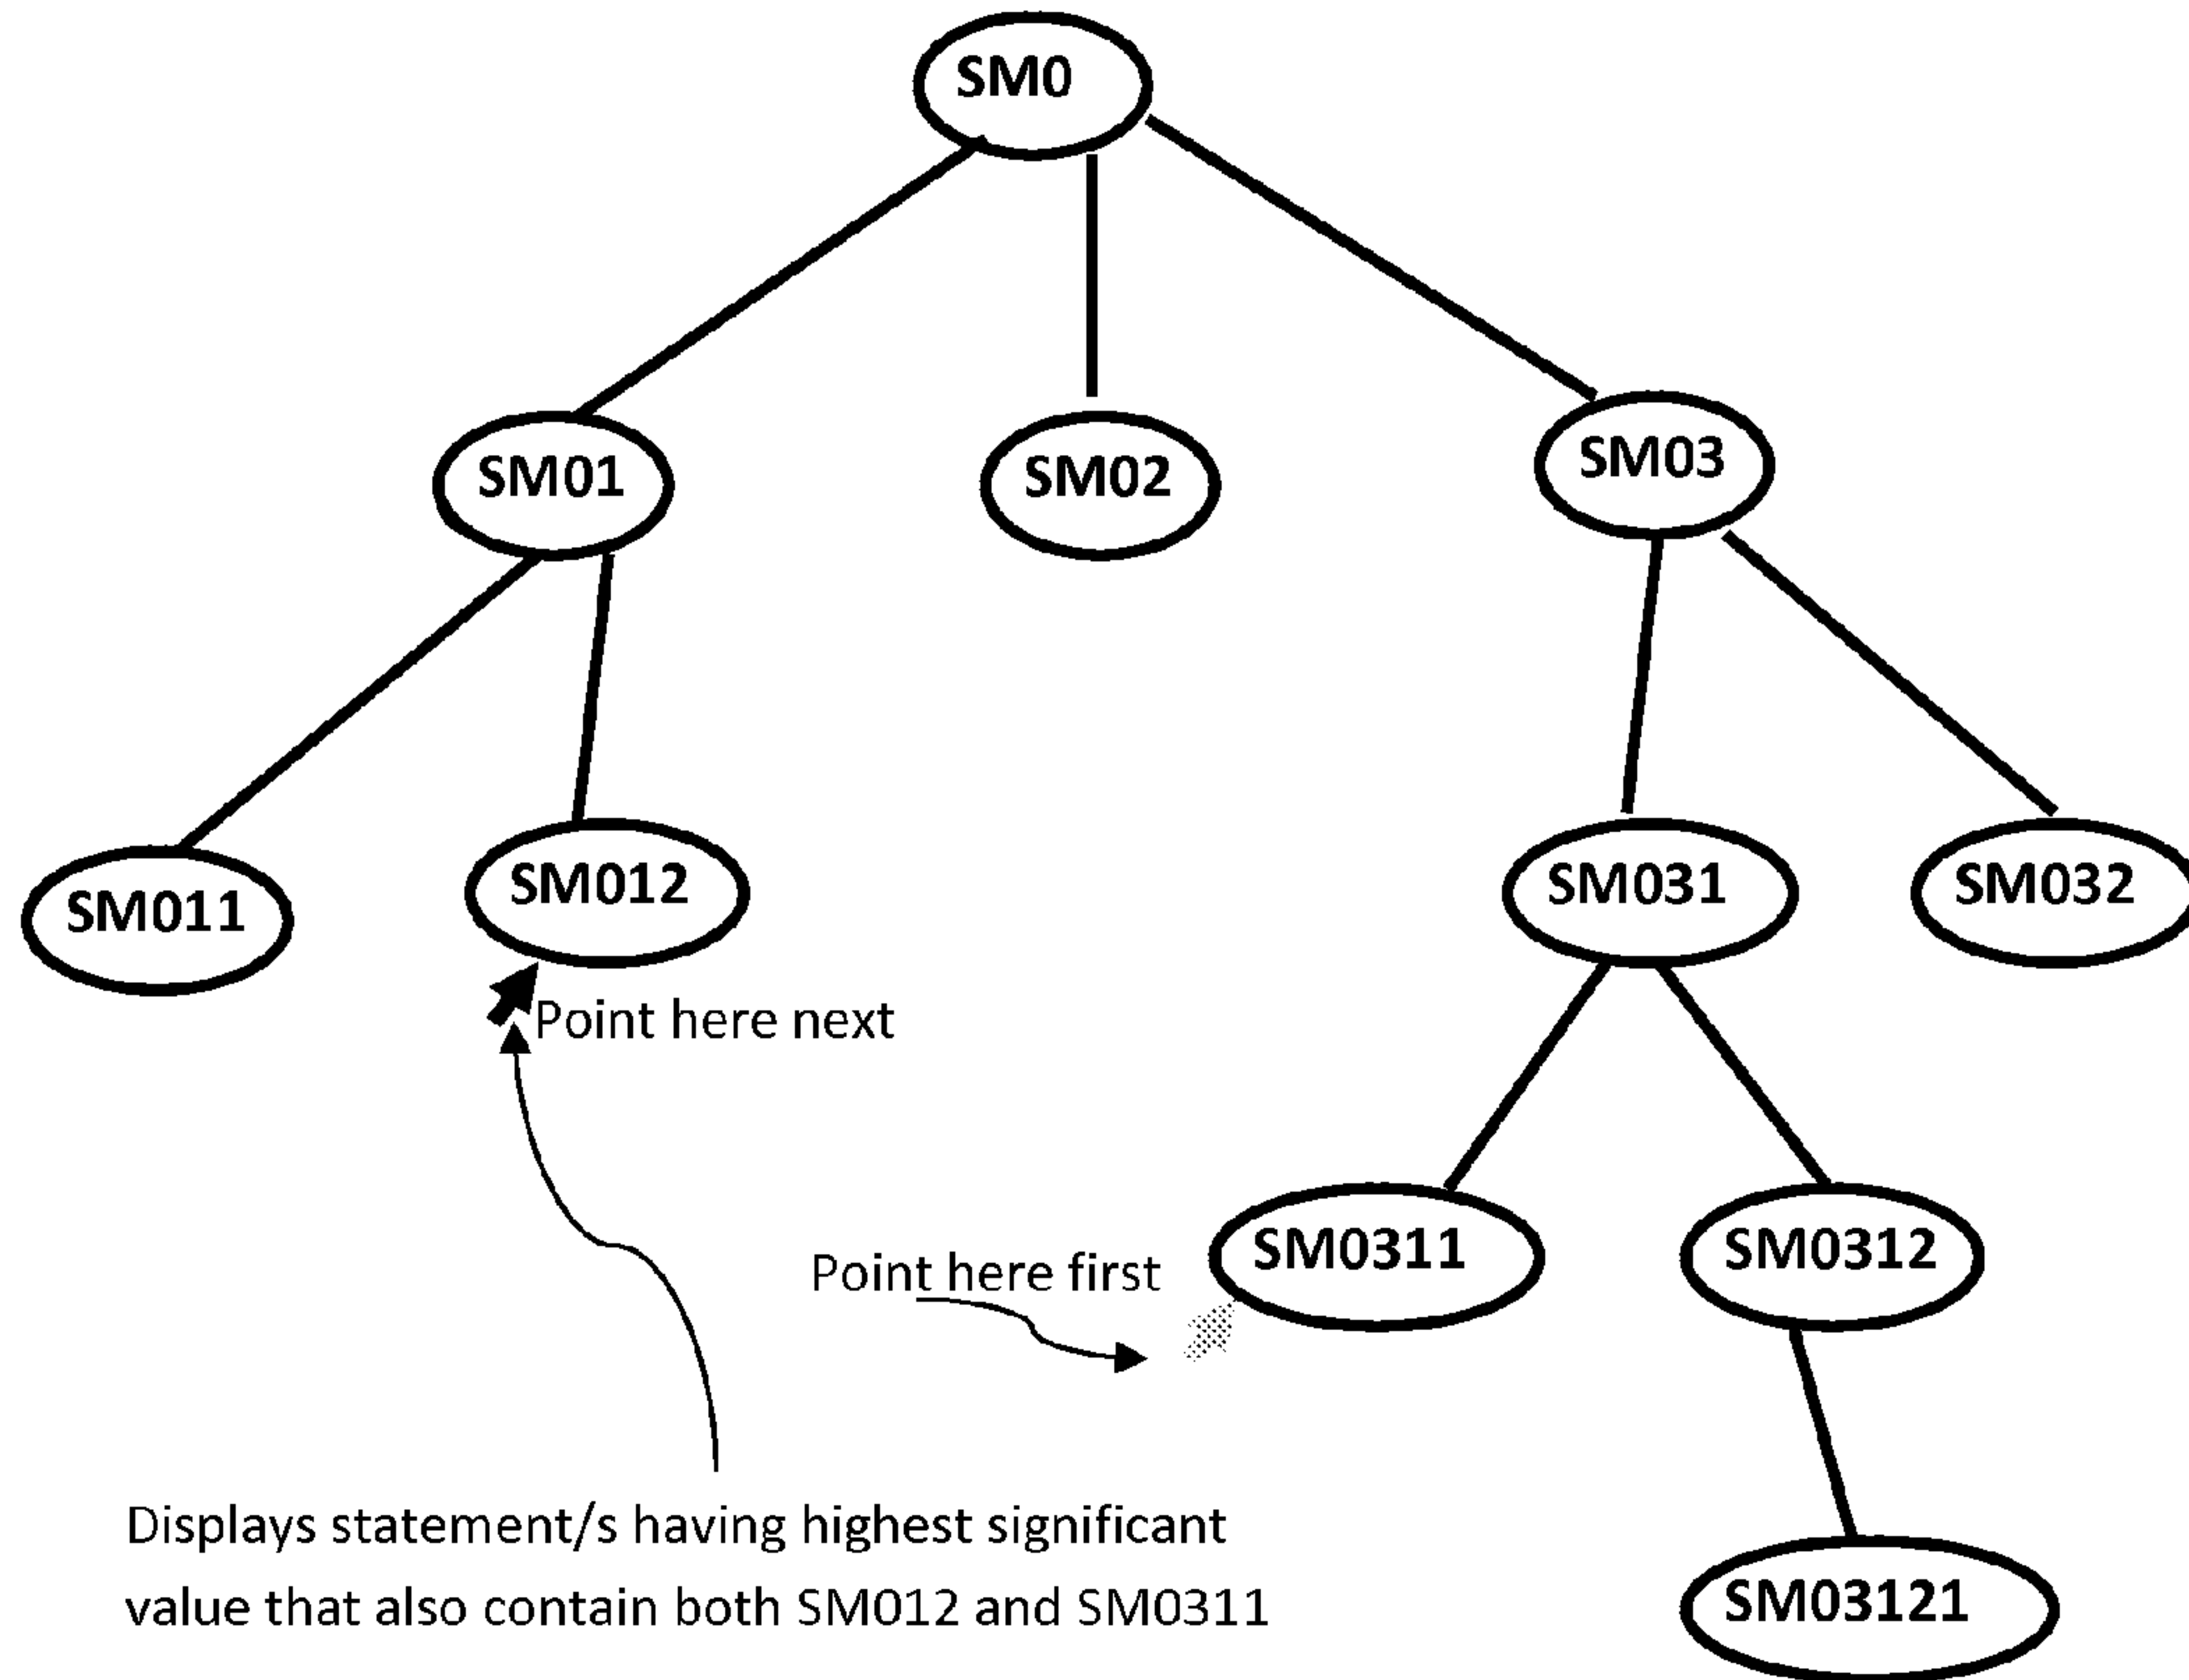 SM0
SM01
SM02
SM03
SM011
SM012
SM031
SM032
Point here next
SM0311
SM0312
Point here first
Displays statement/s having highest significant
value that also contain both SM012 and SM0311
SM03121